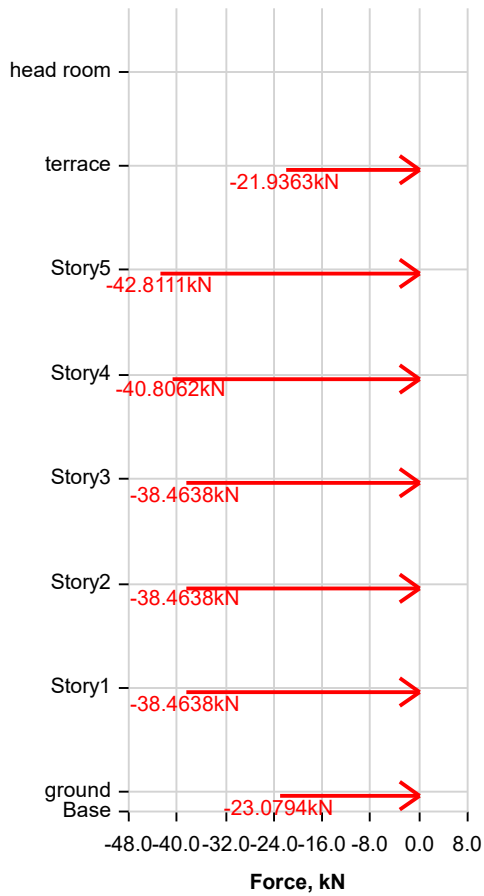 head room
terrace
-21.9363kN
Story5
-42.8111kN
Story4
-40.8062kN
Story3
-38.4638kN
Story2
-38.4638kN
Story1
-38.4638kN
ground
Base
-23.0794kN
-48.0 -40.0 -32.0 -24.0 -16.0 -8.0 0.0 8.0
Force, kN